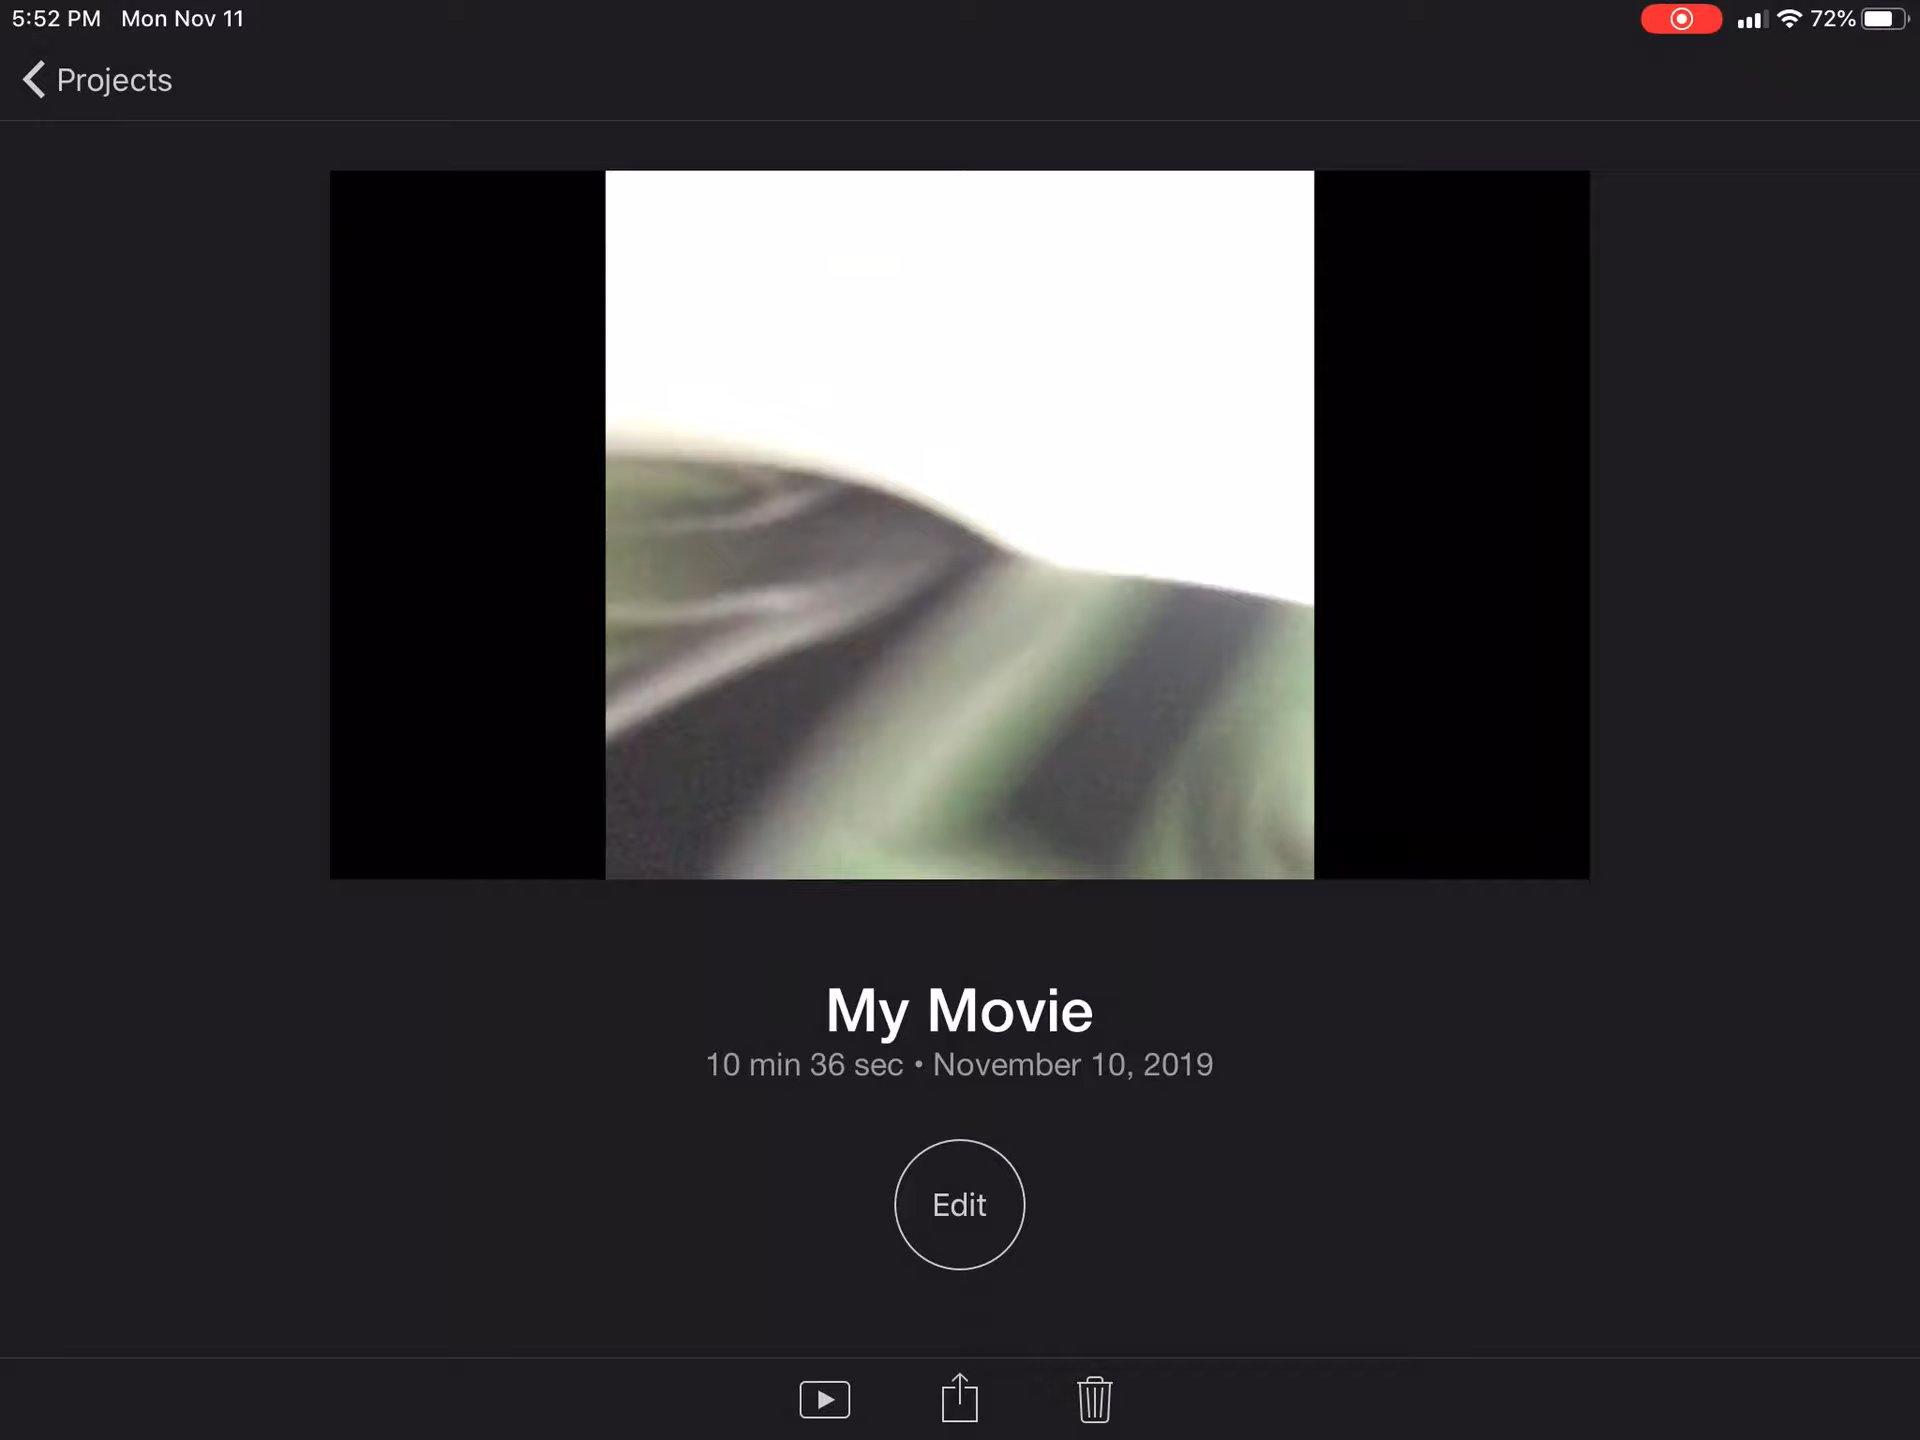 5:52 PM Mon Nov 11
72%
Projects
My Movie
10 min 36 sec • November 10, 2019
Edit